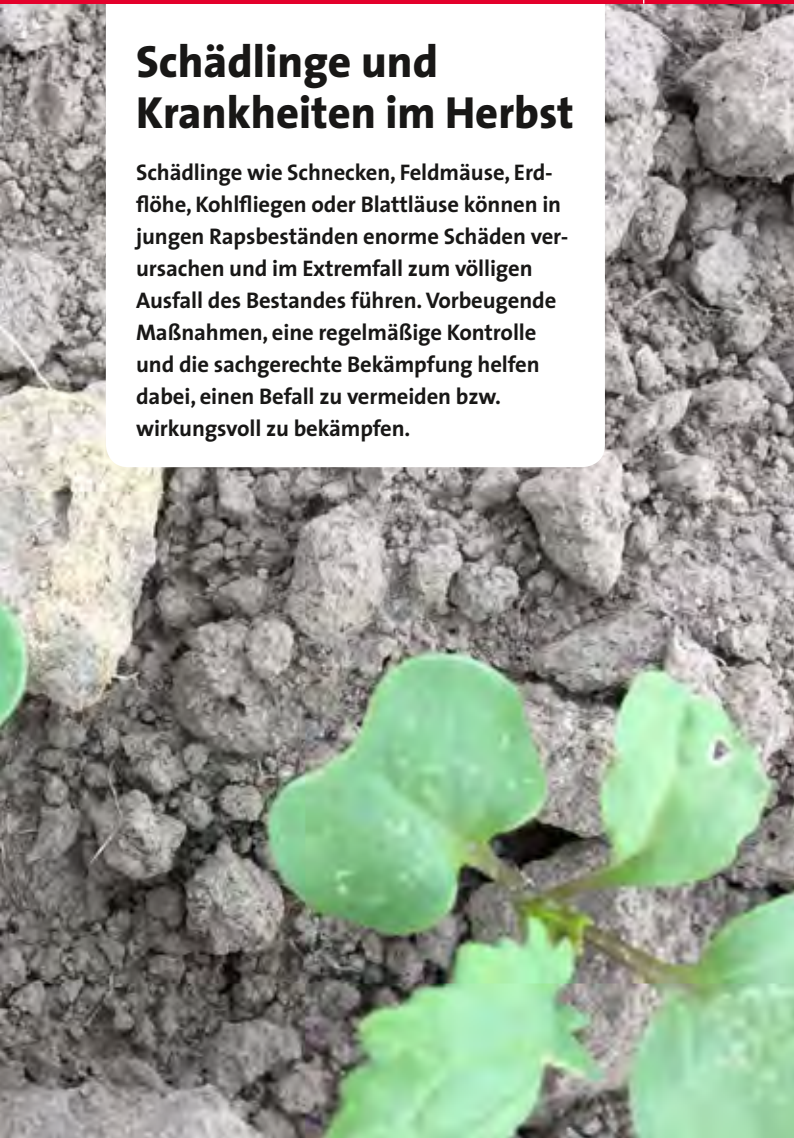 Schädlinge und
Krankheiten im Herbst
Schädlinge wie Schnecken, Feldmäuse, Erd-
flöhe, Kohlfliegen oder Blattläuse können in
jungen Rapsbeständen enorme Schäden ver-
ursachen und im Extremfall zum völligen
Ausfall des Bestandes führen. Vorbeugende
Maßnahmen, eine regelmäßige Kontrolle
und die sachgerechte Bekämpfung helfen
dabei, einen Befall zu vermeiden bzw.
wirkungsvoll zu bekämpfen.